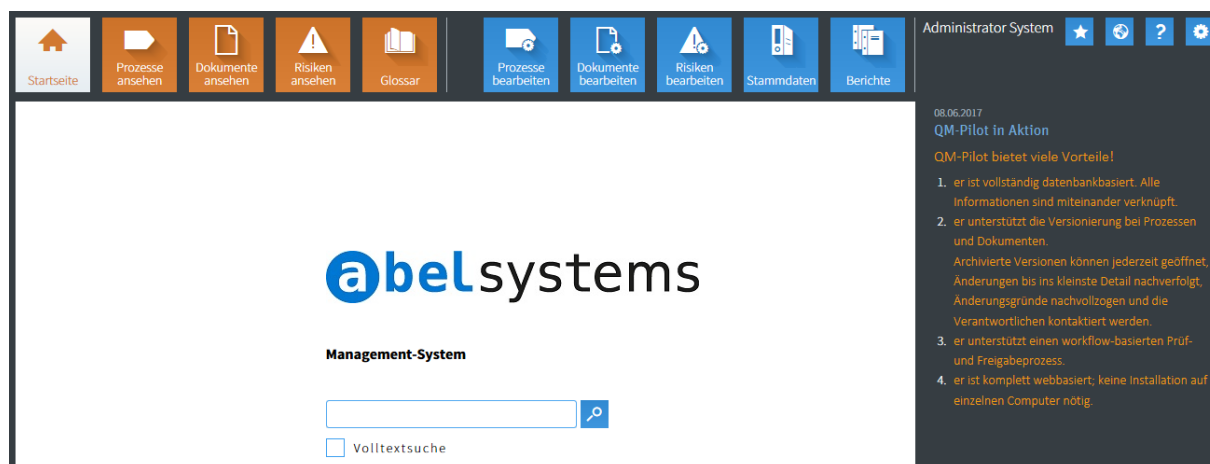 Startseite
Prozesse
ansehen
Dokumente
ansehen
Risiken
ansehen
Glossar
Prozesse
bearbeiten
Dokumente
bearbeiten
Risiken
bearbeiten
Stammdaten
Berichte
Administrator System
?
abelsystems
Management-System
Volltextsuche
08.06.2017
QM-Pilot in Aktion
QM-Pilot bietet viele Vorteile!
1. er ist vollständig datenbankbasiert. Alle
Informationen sind miteinander verknüpft.
2. er unterstützt die Versionierung bei Prozessen
und Dokumenten.
Archivierte Versionen können jederzeit geöffnet,
Änderungen bis ins kleinste Detail nachverfolgt,
Änderungsgründe nachvollzogen und die
Verantwortlichen kontaktiert werden.
3. er unterstützt einen workflow-basierten Prüf-
und Freigabeprozess.
4. er ist komplett webbasiert; keine Installation auf
einzelnen Computer nötig.